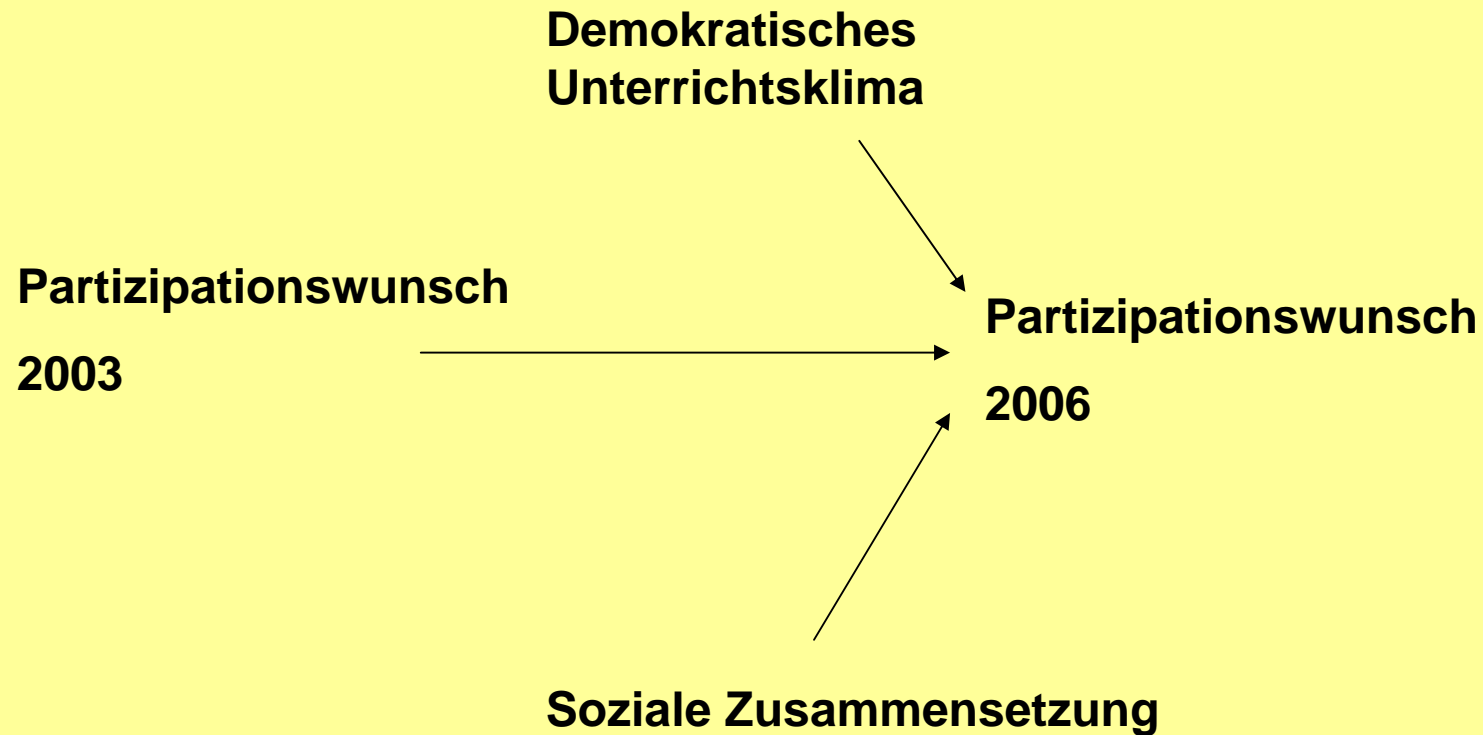 Demokratisches
Unterrichtsklima
Partizipationswunsch
2003
Partizipationswunsch
2006
Soziale Zusammensetzung